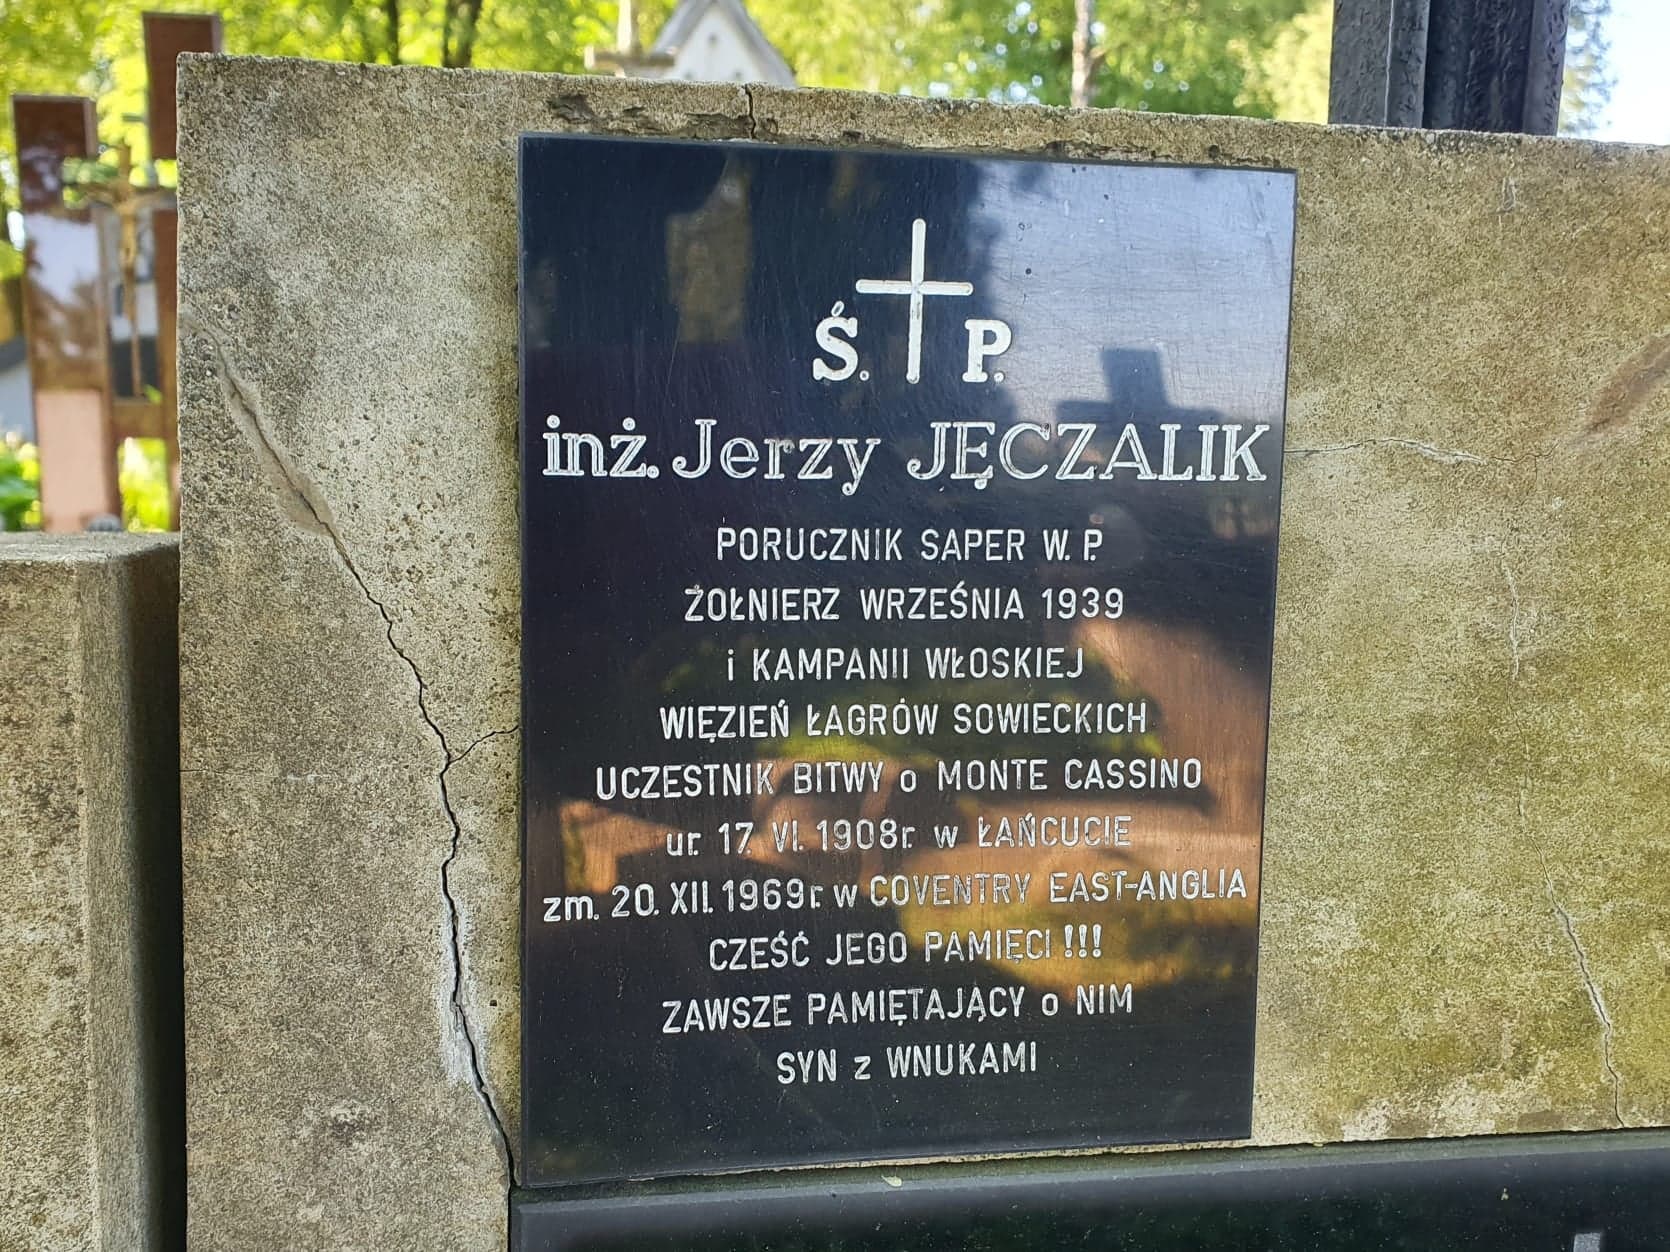 Ś. P.
inż. Jerzy JĘCZALIK
PORUCZNIK SAPER W. P.
ŻOŁNIERZ WRZEŚNIA 1939
i KAMPANII WŁOSKIEJ
WIĘZIEŃ ŁAGRÓW SOWIECKICH
UCZESTNIK BITWY o MONTE CASSINO
ur. 17. VI. 1908r. w ŁAŃCUCIE
zm. 20. XII. 1969r. w COVENTRY EAST-ANGLIA
CZEŚĆ JEGO PAMIĘCI !!!
ZAWSZE PAMIĘTAJĄCY o NIM
SYN z WNUKAMI